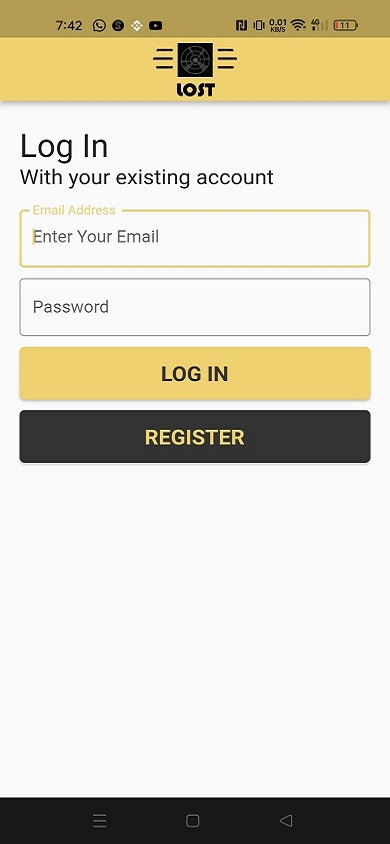 7:42
0.01
KB/S
4G
11
LOST
Log In
With your existing account
Email Address
Enter Your Email
Password
LOG IN
REGISTER